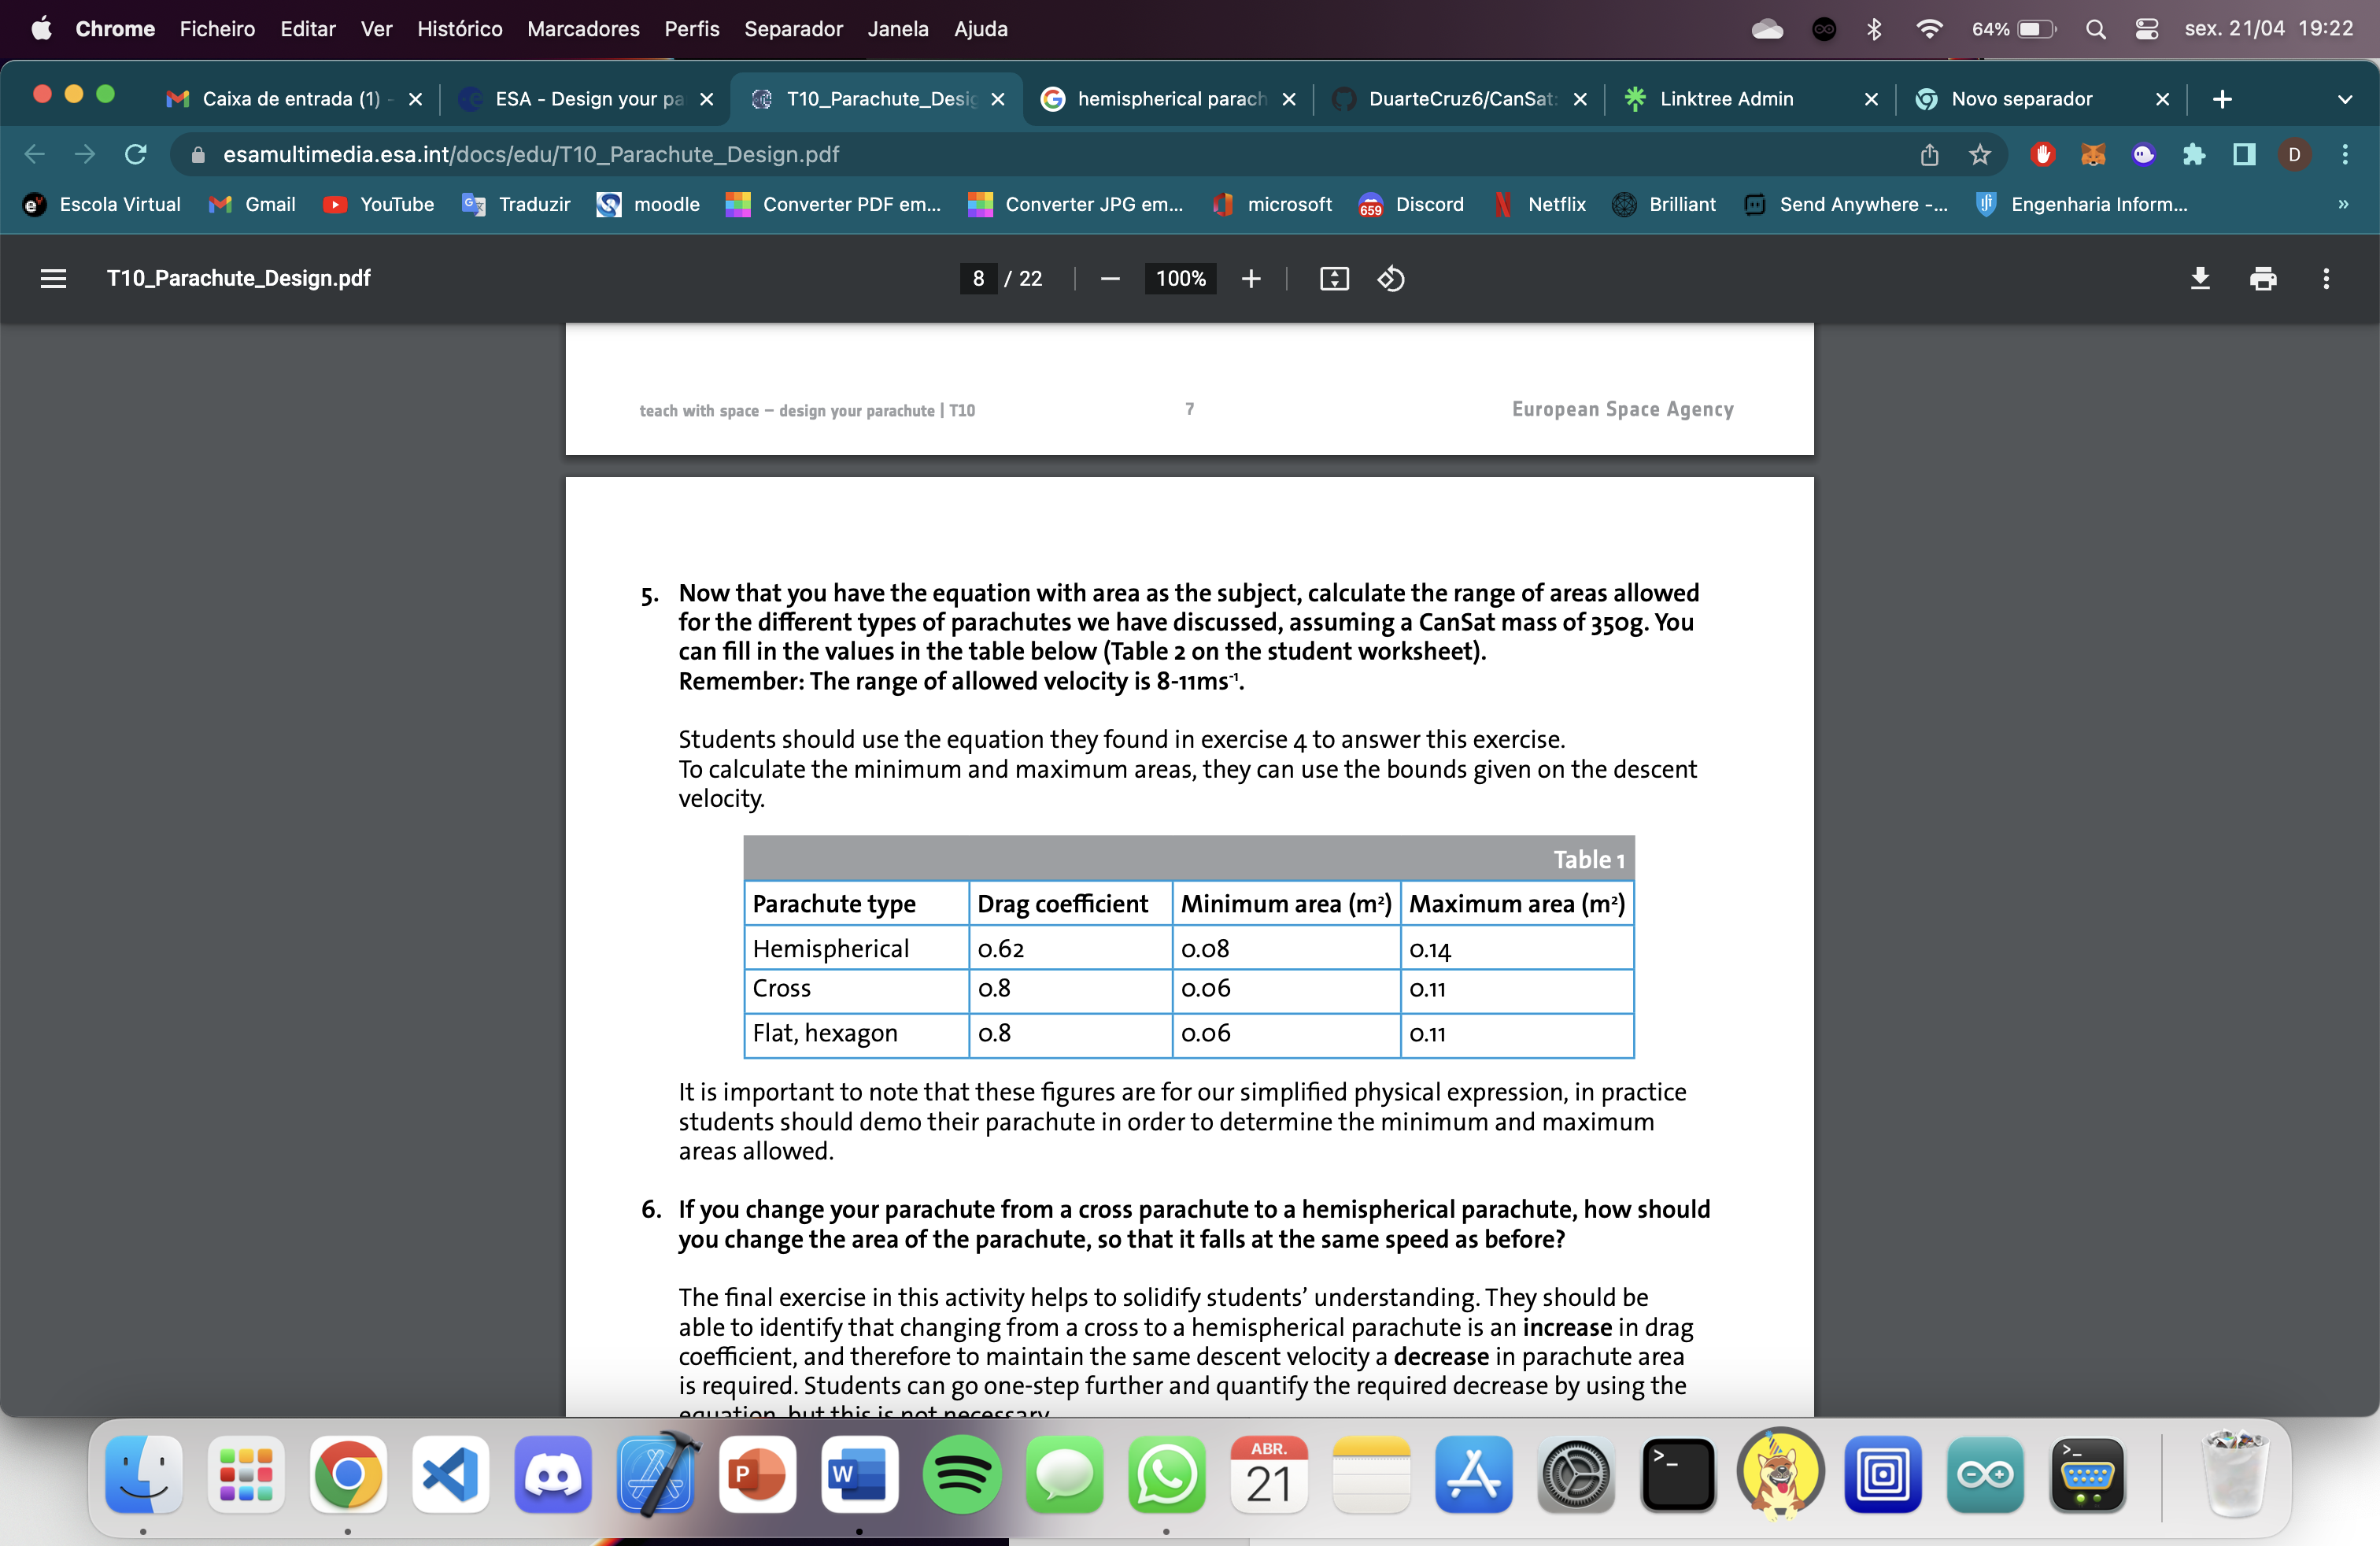 Chrome Ficheiro Editar Ver Histórico Marcadores Perfis Separador Janela Ajuda 64% sex. 21/04 19:22
Caixa de entrada (1) - ESA - Design your pa T10_Parachute_Desig hemispherical parach DuarteCruz6/CanSat: Linktree Admin Novo separador
esamultimedia.esa.int/docs/edu/T10_Parachute_Design.pdf D
Escola Virtual Gmail YouTube Traduzir moodle Converter PDF em... Converter JPG em... microsoft 659 Discord Netflix Brilliant Send Anywhere -... Engenharia Inform... »
T10_Parachute_Design.pdf 8 / 22 100%
teach with space – design your parachute | T10 7 European Space Agency
5. Now that you have the equation with area as the subject, calculate the range of areas allowed
for the different types of parachutes we have discussed, assuming a CanSat mass of 350g. You
can fill in the values in the table below (Table 2 on the student worksheet).
Remember: The range of allowed velocity is 8-11ms⁻¹.
Students should use the equation they found in exercise 4 to answer this exercise.
To calculate the minimum and maximum areas, they can use the bounds given on the descent
velocity.
Table 1
Parachute type Drag coefficient Minimum area (m²) Maximum area (m²)
Hemispherical 0.62 0.08 0.14
Cross 0.8 0.06 0.11
Flat, hexagon 0.8 0.06 0.11
It is important to note that these figures are for our simplified physical expression, in practice
students should demo their parachute in order to determine the minimum and maximum
areas allowed.
6. If you change your parachute from a cross parachute to a hemispherical parachute, how should
you change the area of the parachute, so that it falls at the same speed as before?
The final exercise in this activity helps to solidify students’ understanding. They should be
able to identify that changing from a cross to a hemispherical parachute is an increase in drag
coefficient, and therefore to maintain the same descent velocity a decrease in parachute area
is required. Students can go one-step further and quantify the required decrease by using the
equation, but this is not necessary.
P W ABR. 21 >_ >_